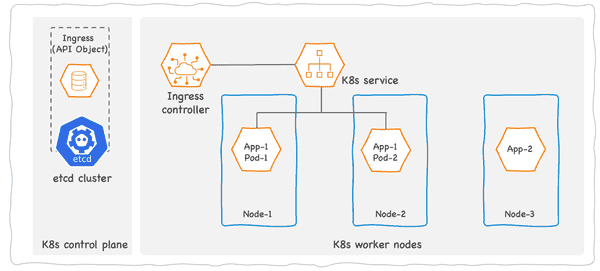 Ingress
(API Object)
etcd
etcd cluster
K8s control plane
Ingress
controller
K8s service
App-1
Pod-1
Node-1
App-1
Pod-2
Node-2
App-2
Node-3
K8s worker nodes